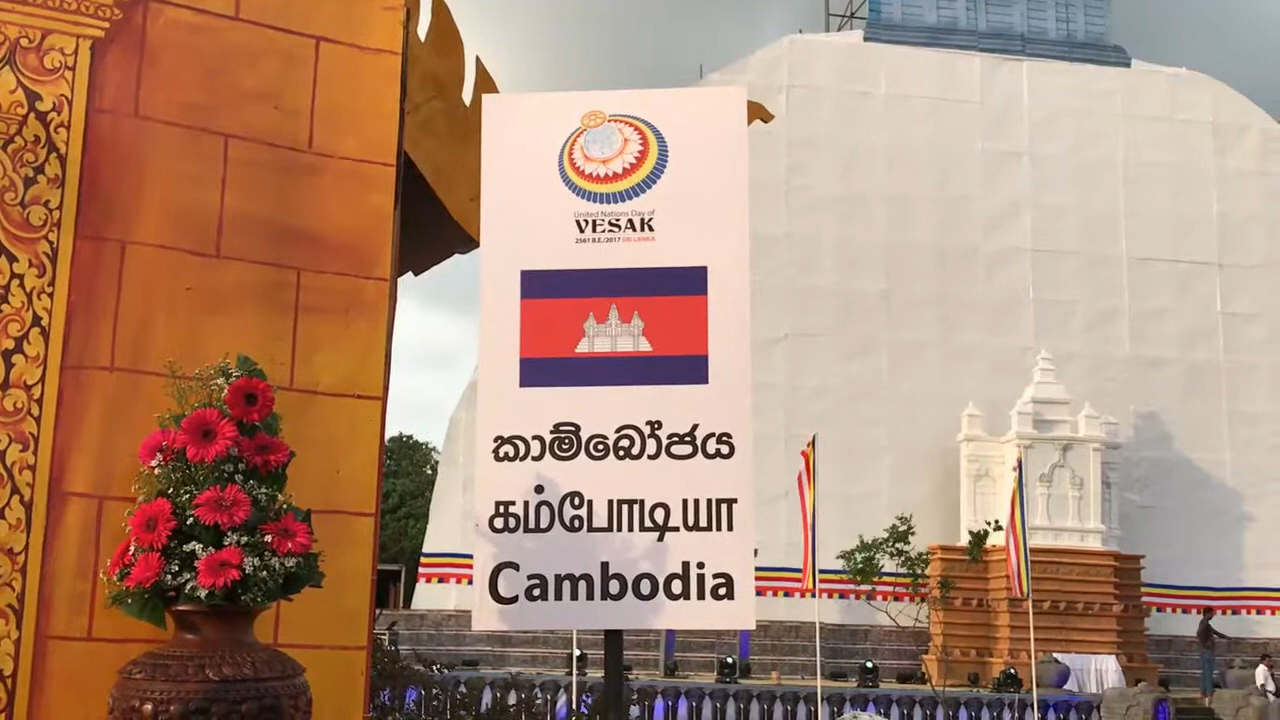 United Nations Day of
VESAK
2561 B.E./2017 SRI LANKA
කාම්බෝජය
கம்போடியா
Cambodia